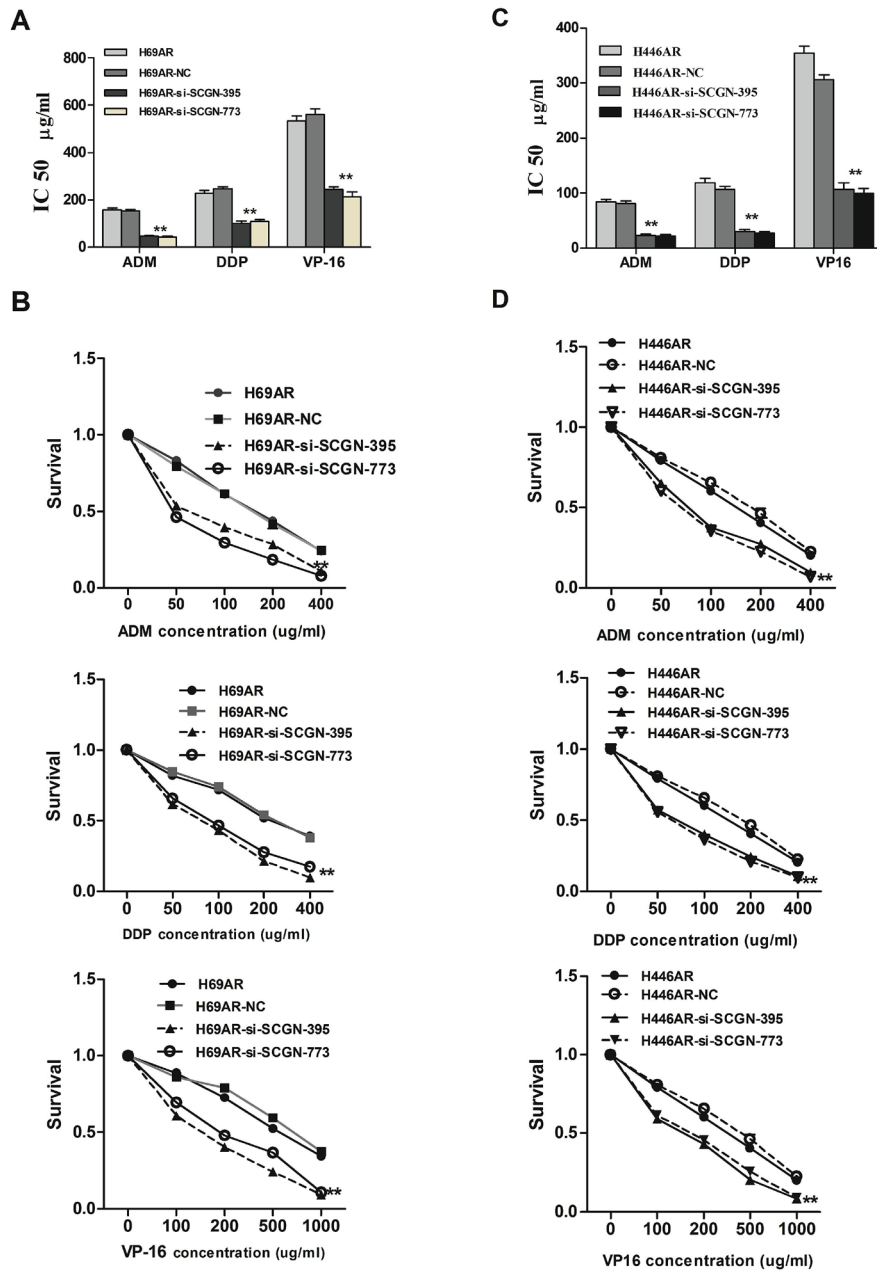 A
H69AR
H69AR-NC
H69AR-si-SCGN-395
H69AR-si-SCGN-773
IC 50 μg/ml
800
600
400
200
0
**
**
**
ADM DDP VP-16
C
H446AR
H446AR-NC
H446AR-si-SCGN-395
H446AR-si-SCGN-773
IC 50 μg/ml
400
300
200
100
0
**
**
**
ADM DDP VP16
B
H69AR
H69AR-NC
H69AR-si-SCGN-395
H69AR-si-SCGN-773
Survival
1.5
1.0
0.5
0.0
**
0 50 100 200 400
ADM concentration (ug/ml)
H69AR
H69AR-NC
H69AR-si-SCGN-395
H69AR-si-SCGN-773
Survival
1.5
1.0
0.5
0.0
**
0 50 100 200 400
DDP concentration (ug/ml)
H69AR
H69AR-NC
H69AR-si-SCGN-395
H69AR-si-SCGN-773
Survival
1.5
1.0
0.5
0.0
**
0 100 200 500 1000
VP-16 concentration (ug/ml)
D
H446AR
H446AR-NC
H446AR-si-SCGN-395
H446AR-si-SCGN-773
Survival
1.5
1.0
0.5
0.0
**
0 50 100 200 400
ADM concentration (ug/ml)
H446AR
H446AR-NC
H446AR-si-SCGN-395
H446AR-si-SCGN-773
Survival
1.5
1.0
0.5
0.0
**
0 50 100 200 400
DDP concentration (ug/ml)
H446AR
H446AR-NC
H446AR-si-SCGN-395
H446AR-si-SCGN-773
Survival
1.5
1.0
0.5
0.0
**
0 100 200 500 1000
VP16 concentration (ug/ml)